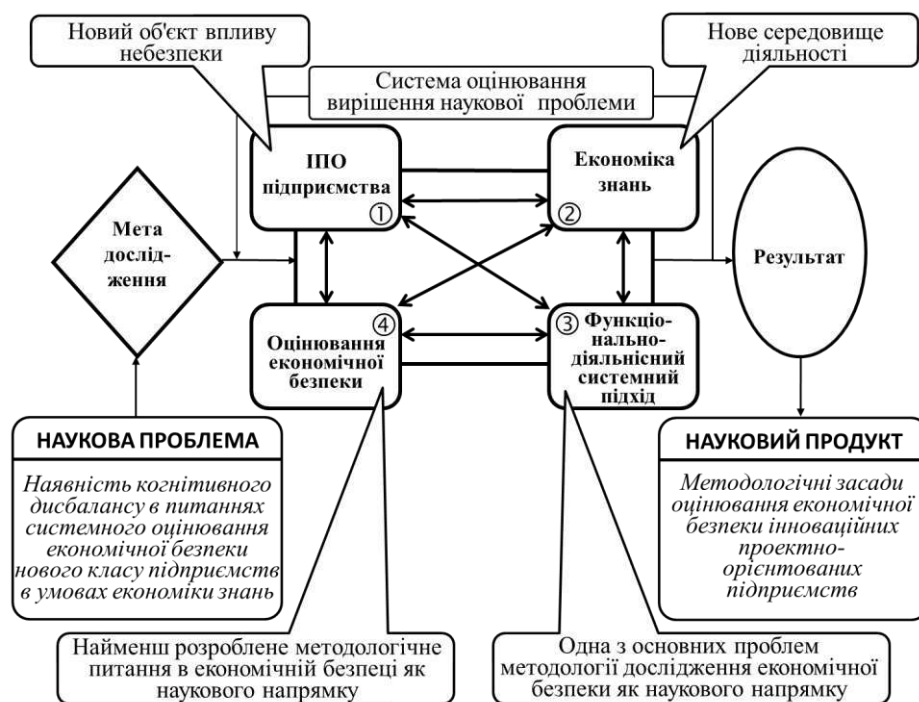 Новий об'єкт впливу
небезпеки
Нове середовище
діяльності
Система оцінювання
вирішення наукової проблеми
ІПО
підприємства
①
Економіка
знань
②
Мета
дослід-
ження
Результат
④
Оцінювання
економічної
безпеки
③
Функціо-
нально-
діяльнісний
системний
підхід
НАУКОВА ПРОБЛЕМА
Наявність когнітивного
дисбалансу в питаннях
системного оцінювання
економічної безпеки
нового класу підприємств
в умовах економіки знань
НАУКОВИЙ ПРОДУКТ
Методологічні засади
оцінювання економічної
безпеки інноваційних
проектно-
орієнтованих
підприємств
Найменш розроблене методологічне
питання в економічній безпеці як
наукового напрямку
Одна з основних проблем
методології дослідження економічної
безпеки як наукового напрямку